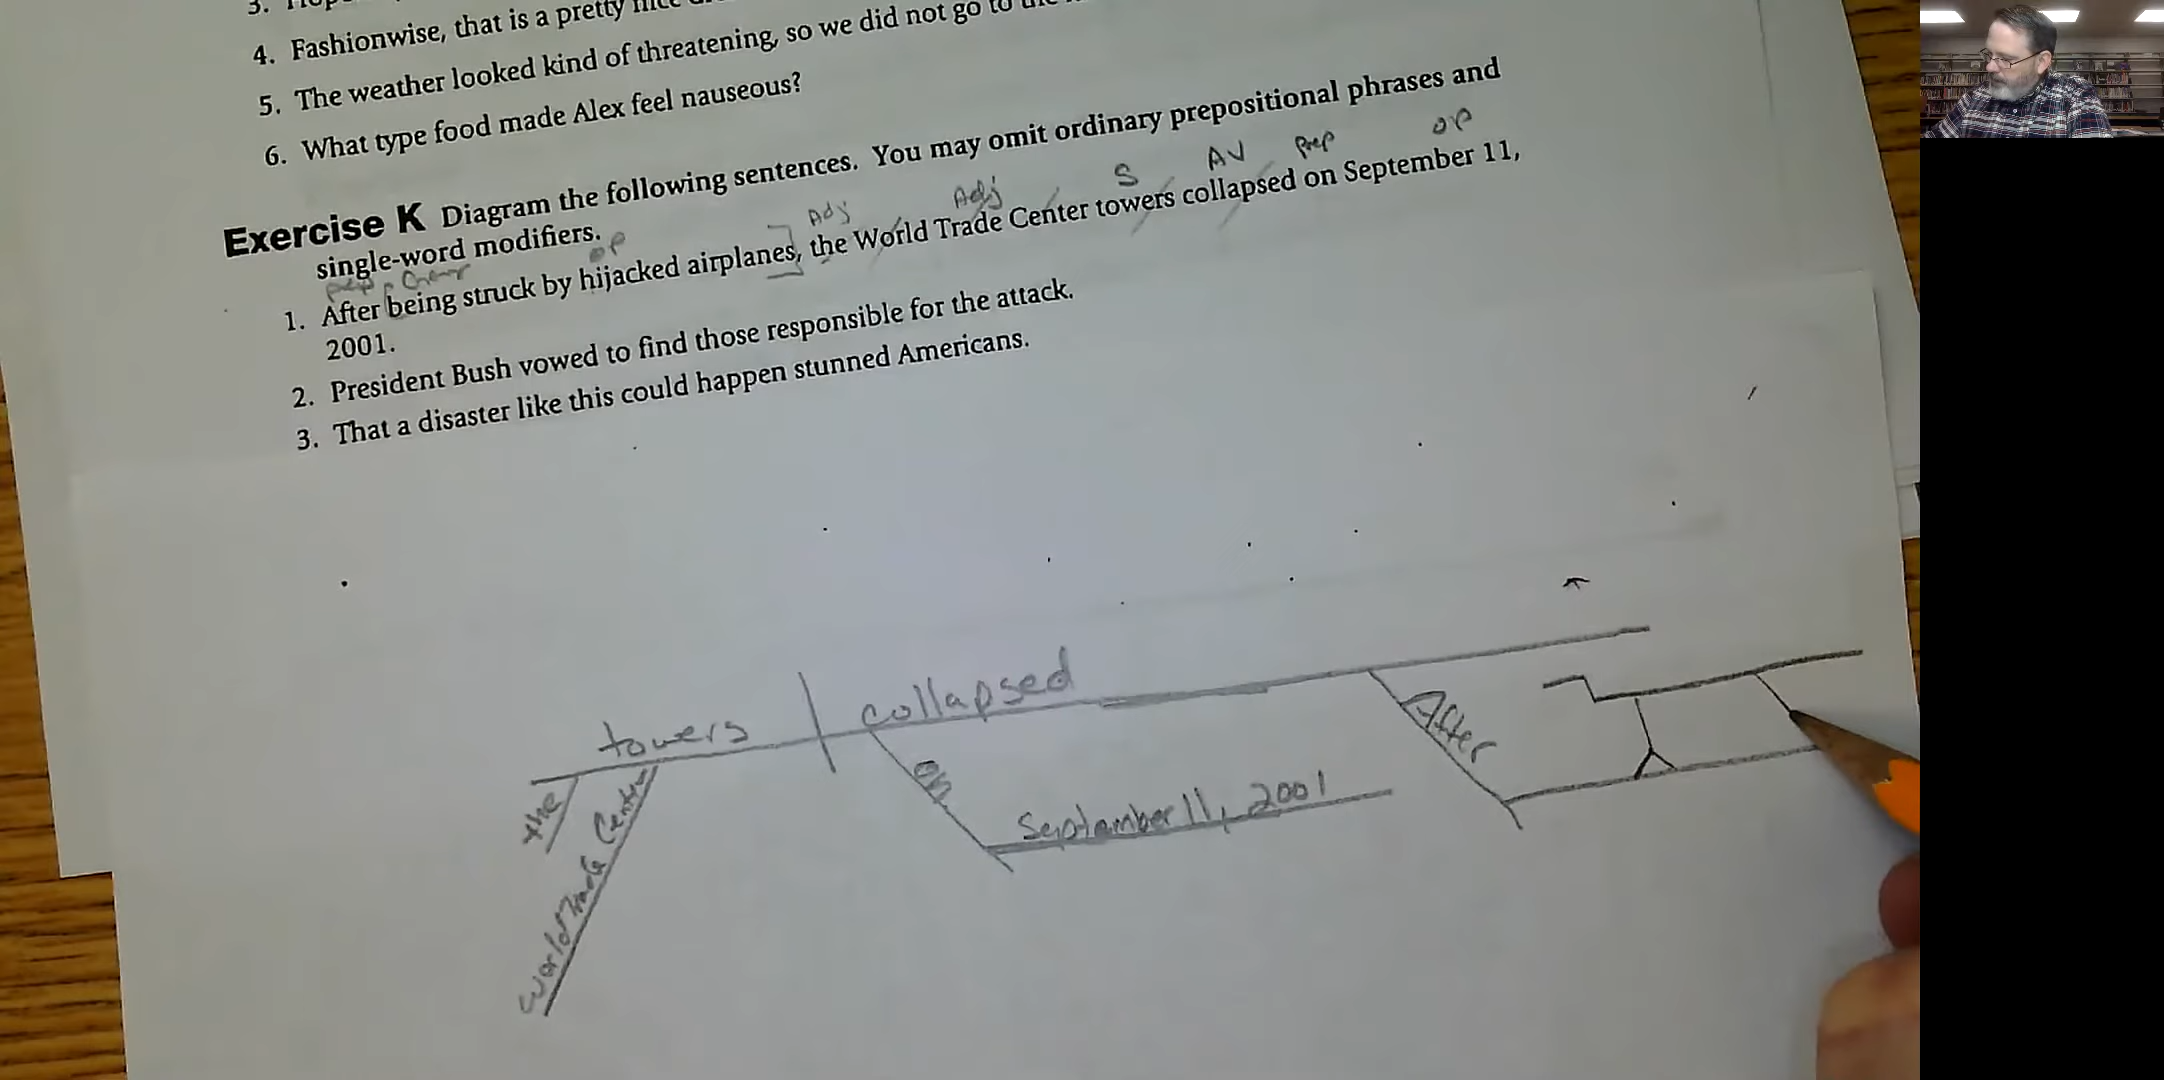 3.
4. Fashionwise, that is a pretty nice
5. The weather looked kind of threatening, so we did not go to the
6. What type food made Alex feel nauseous?
Exercise K Diagram the following sentences. You may omit ordinary prepositional phrases and
single-word modifiers.
OP
Adj Adj S AV Prep OP
1. After being struck by hijacked airplanes, the World Trade Center towers collapsed on September 11,
2001.
2. President Bush vowed to find those responsible for the attack.
3. That a disaster like this could happen stunned Americans.
towers collapsed
the World Trade Center
on September 11, 2001
After